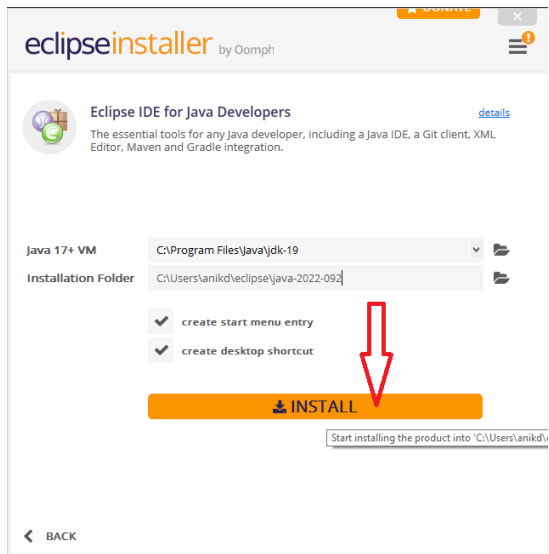 DONATE
eclipseinstaller by Oomph
Eclipse IDE for Java Developers
details
The essential tools for any Java developer, including a Java IDE, a Git client, XML
Editor, Maven and Gradle integration.
Java 17+ VM
C:\Program Files\Java\jdk-19
Installation Folder
C:\Users\anikd\eclipse\java-2022-092
create start menu entry
create desktop shortcut
INSTALL
Start installing the product into 'C:\Users\anikd\
BACK